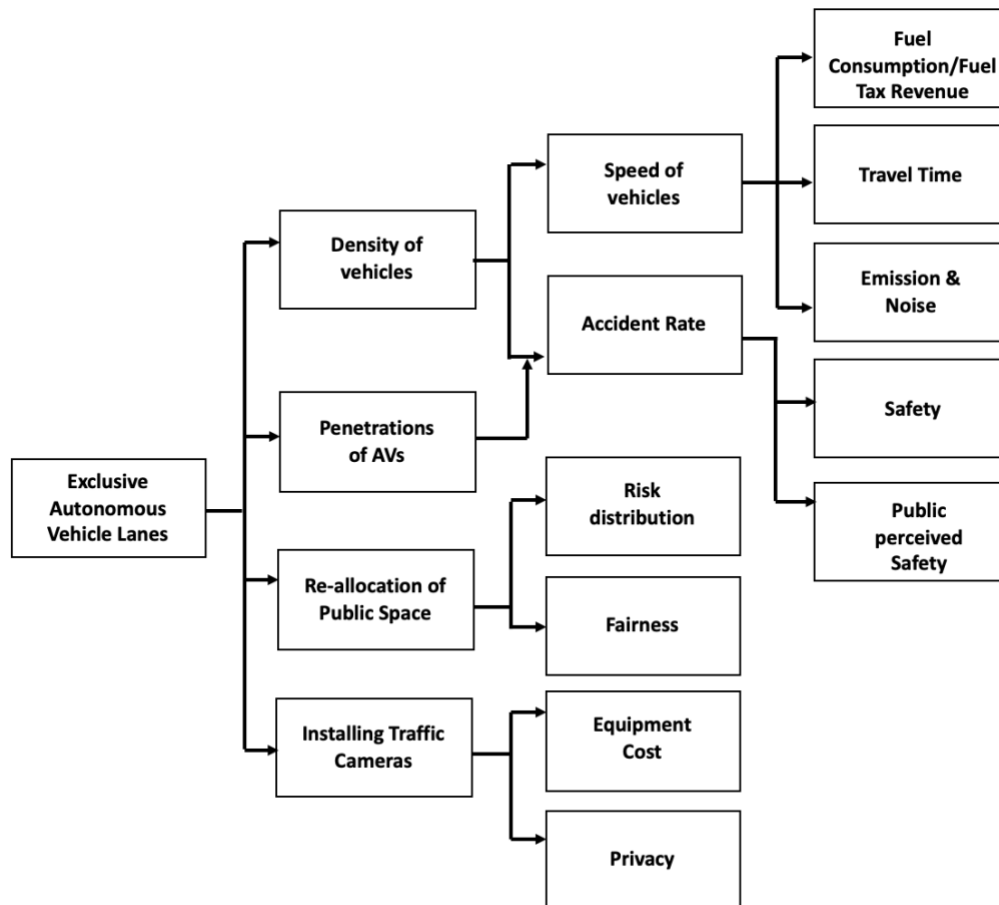 Fuel
Consumption/Fuel
Tax Revenue
Speed of
vehicles
Travel Time
Density of
vehicles
Emission &
Noise
Accident Rate
Safety
Penetrations
of AVs
Exclusive
Autonomous
Vehicle Lanes
Risk
distribution
Public
perceived
Safety
Re-allocation of
Public Space
Fairness
Installing Traffic
Cameras
Equipment
Cost
Privacy